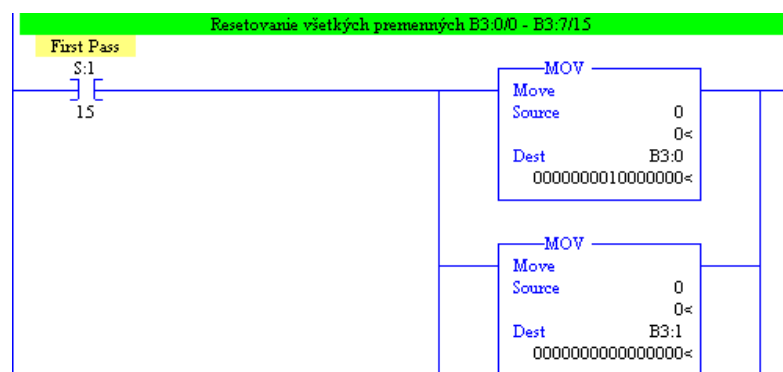 Resetovanie všetkých premenných B3:0/0 - B3:7/15
First Pass
S:1
15
MOV
Move
Source 0
0<
Dest B3:0
0000000010000000<
MOV
Move
Source 0
0<
Dest B3:1
0000000000000000<